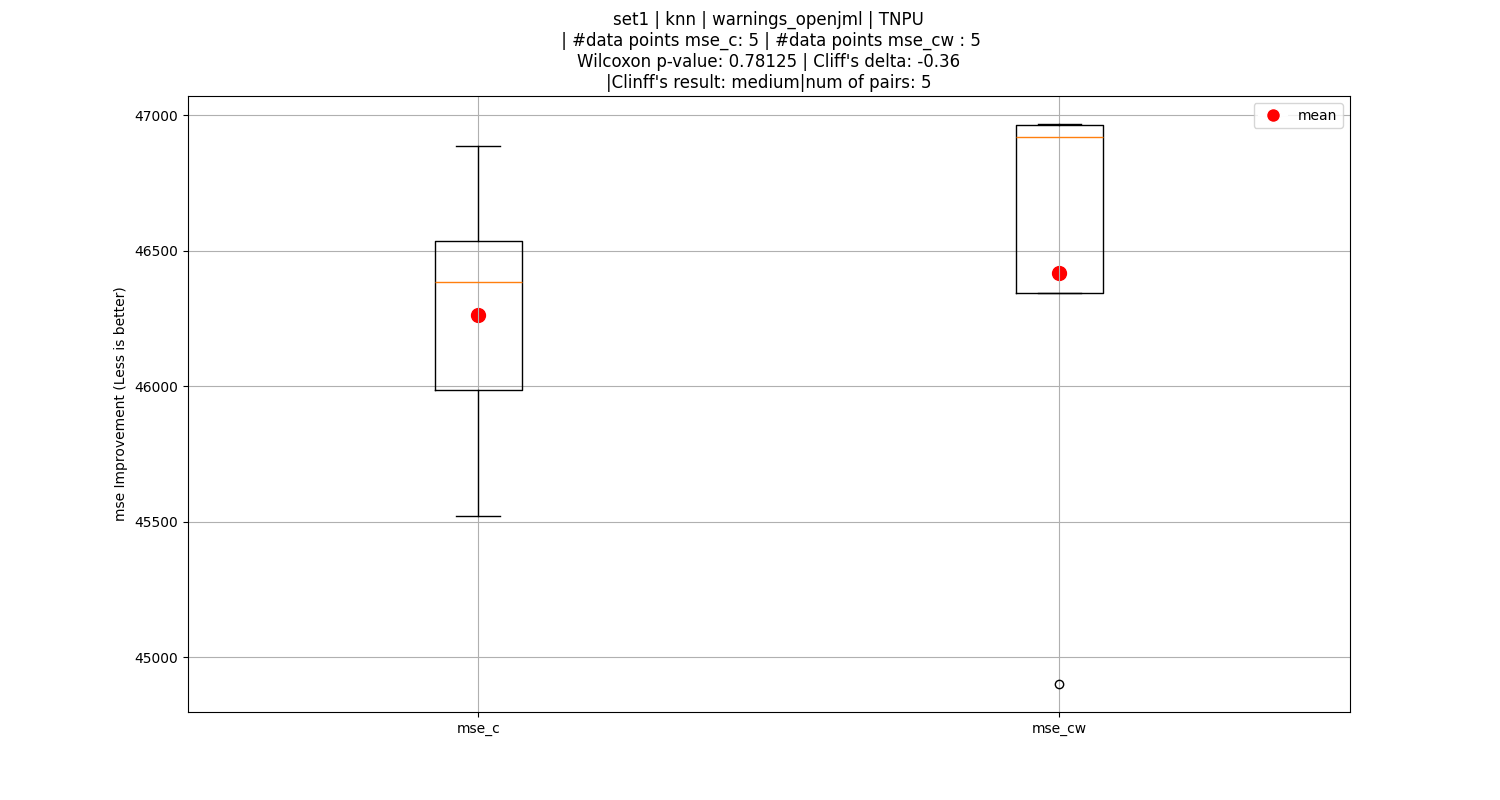 set1 | knn | warnings_openjml | TNPU
| #data points mse_c: 5 | #data points mse_cw : 5
Wilcoxon p-value: 0.78125 | Cliff's delta: -0.36
|Clinff's result: medium|num of pairs: 5
mean
47000
46500
46000
45500
45000
mse Improvement (Less is better)
mse_c
mse_cw